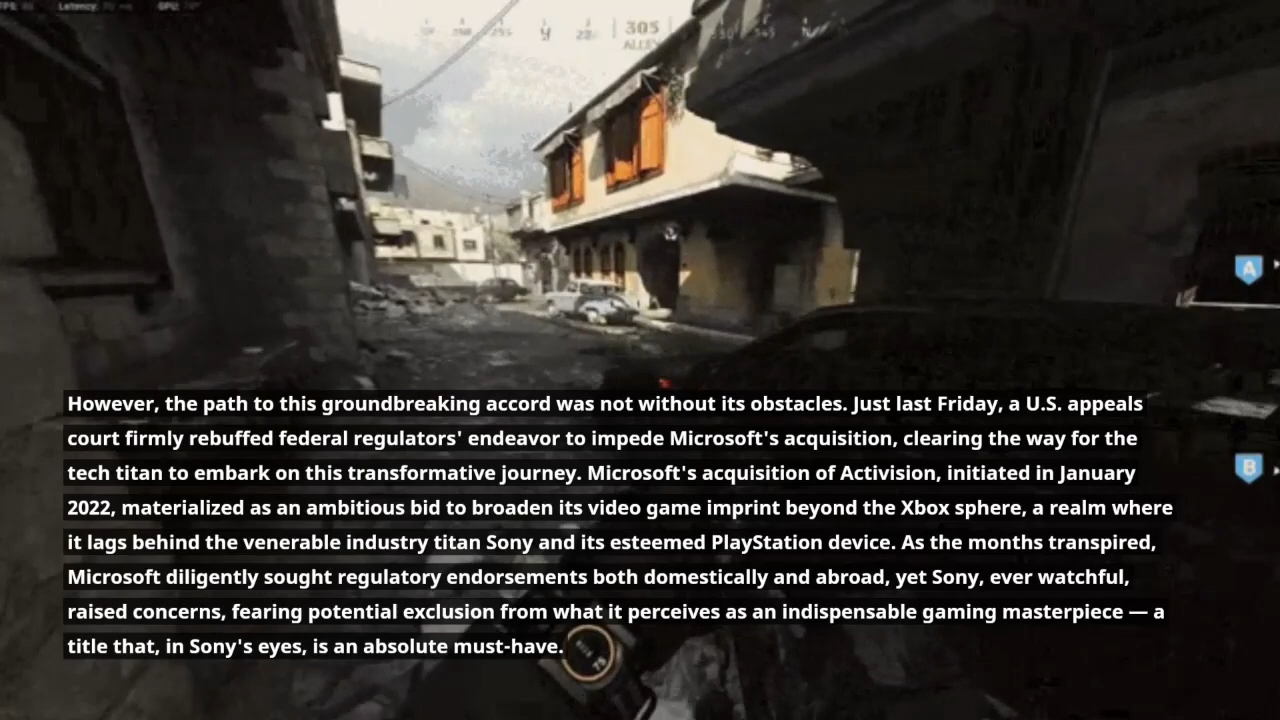 Latency:
GPU:
305
ALLEY
A
B
However, the path to this groundbreaking accord was not without its obstacles. Just last Friday, a U.S. appeals
court firmly rebuffed federal regulators' endeavor to impede Microsoft's acquisition, clearing the way for the
tech titan to embark on this transformative journey. Microsoft's acquisition of Activision, initiated in January
2022, materialized as an ambitious bid to broaden its video game imprint beyond the Xbox sphere, a realm where
it lags behind the venerable industry titan Sony and its esteemed PlayStation device. As the months transpired,
Microsoft diligently sought regulatory endorsements both domestically and abroad, yet Sony, ever watchful,
raised concerns, fearing potential exclusion from what it perceives as an indispensable gaming masterpiece — a
title that, in Sony's eyes, is an absolute must-have.